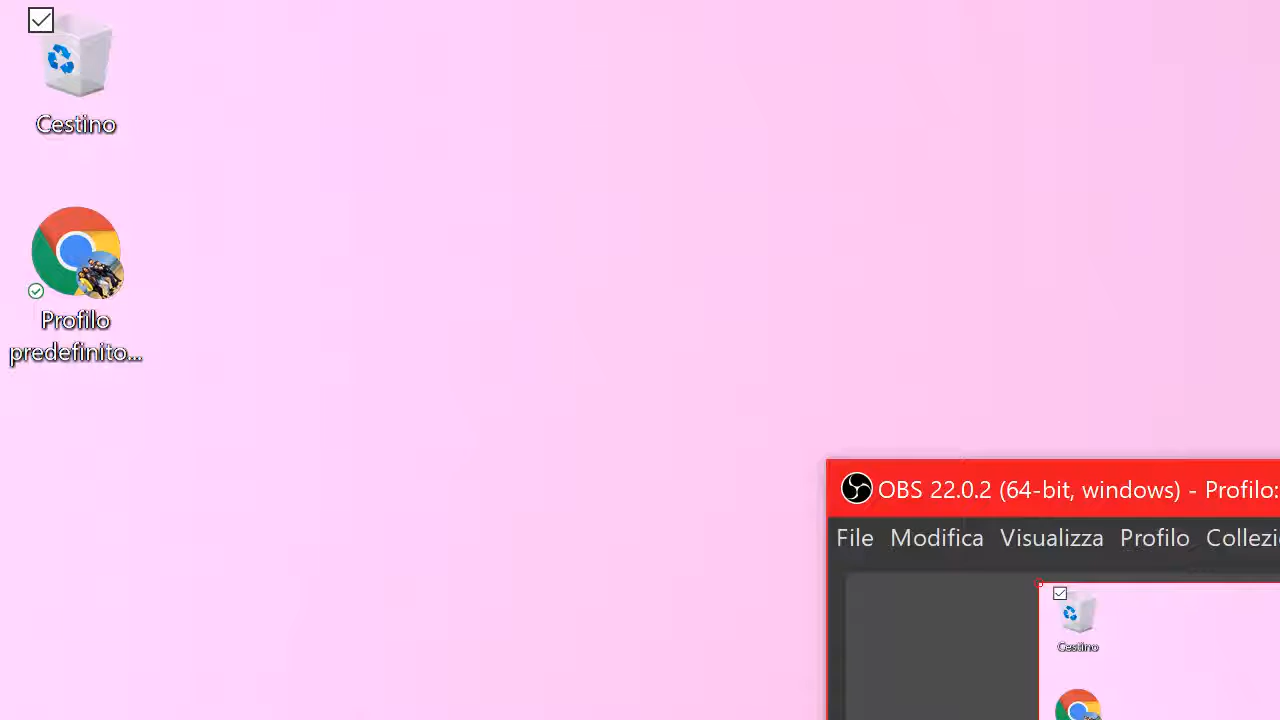 Cestino
Profilo
predefinito...
OBS 22.0.2 (64-bit, windows) - Profilo:
File Modifica Visualizza Profilo Collezi
Cestino